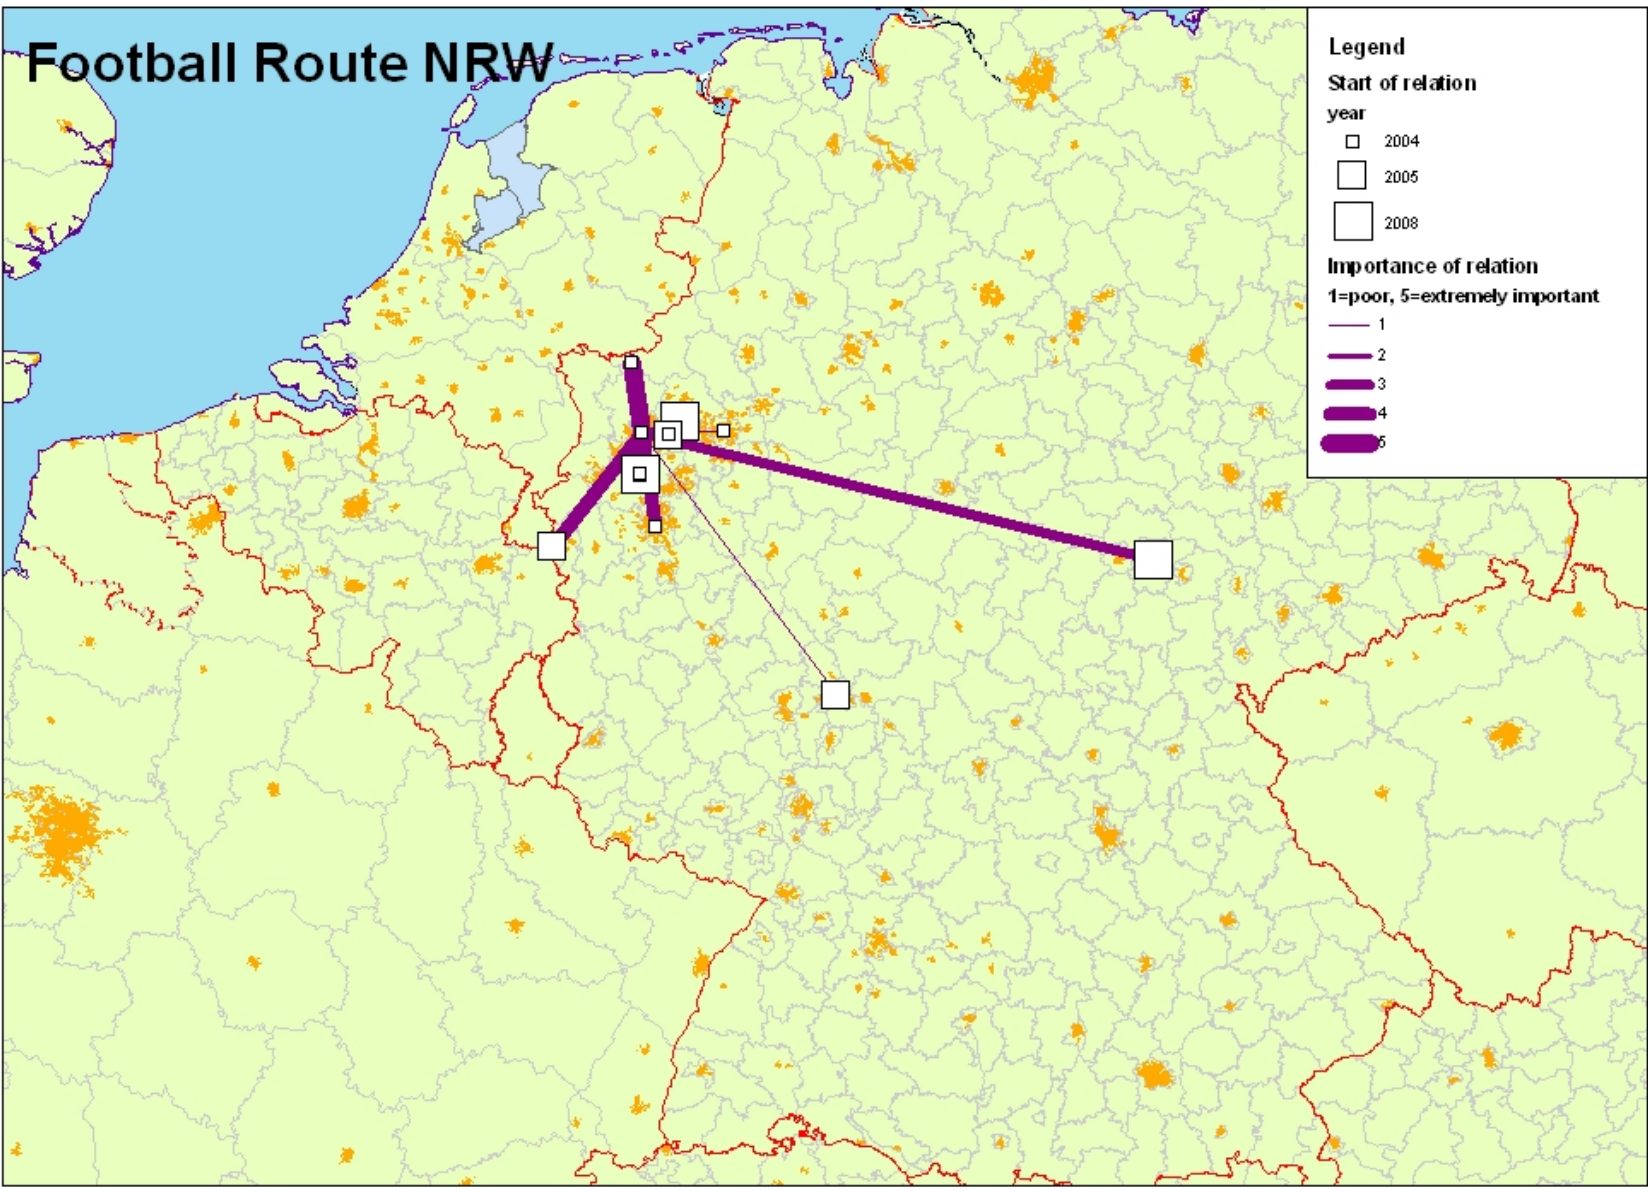 Football Route NRW
Legend
Start of relation
year
2004
2005
2008
Importance of relation
1=poor, 5=extremely important
1
2
3
4
5